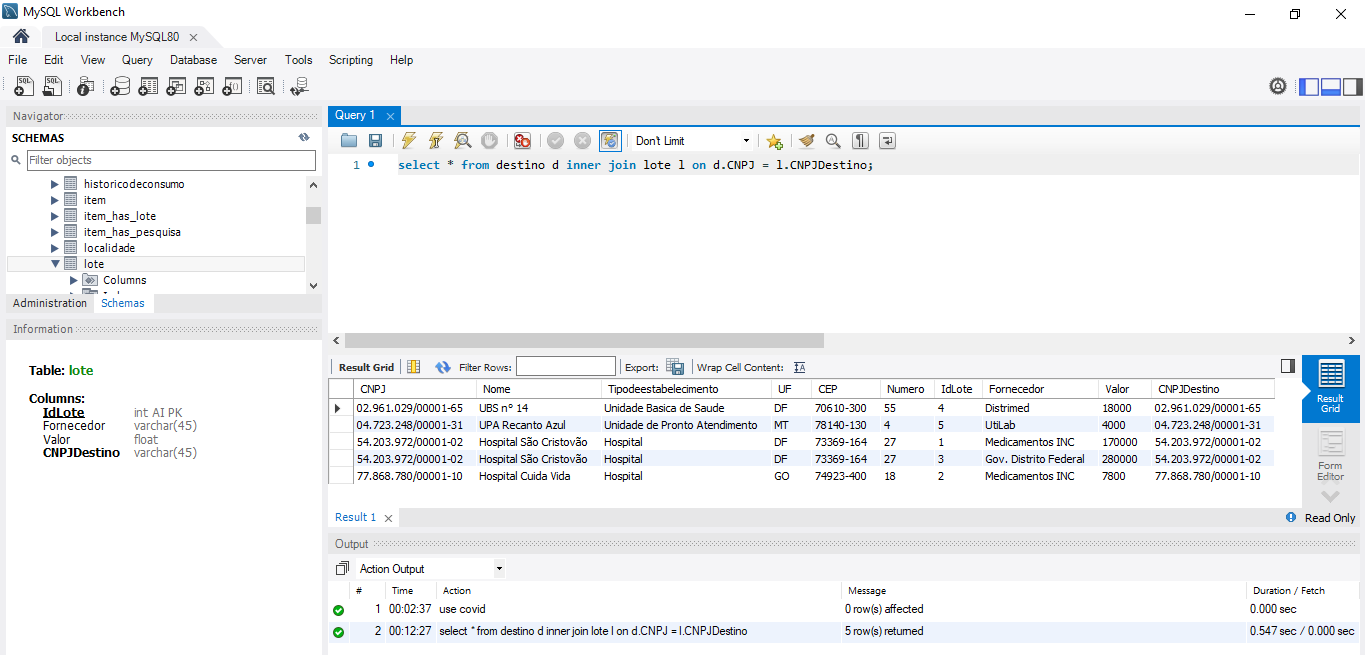 MySQL Workbench
Local instance MySQL80
File Edit View Query Database Server Tools Scripting Help
Navigator
SCHEMAS
Filter objects
historicodeconsumo
item
item_has_lote
item_has_pesquisa
localidade
lote
Columns
Administration Schemas
Information
Table: lote
Columns:
IdLote int AI PK
Fornecedor varchar(45)
Valor float
CNPJDestino varchar(45)
Query 1
Don't Limit
1 select * from destino d inner join lote l on d.CNPJ = l.CNPJDestino;
Result Grid Filter Rows: Export: Wrap Cell Content:
CNPJ Nome Tipodeestabelecimento UF CEP Numero IdLote Fornecedor Valor CNPJDestino
02.961.029/00001-65 UBS n° 14 Unidade Basica de Saude DF 70610-300 55 4 Distrimed 18000 02.961.029/00001-65
04.723.248/00001-31 UPA Recanto Azul Unidade de Pronto Atendimento MT 78140-130 4 5 UtiLab 4000 04.723.248/00001-31
54.203.972/00001-02 Hospital São Cristovão Hospital DF 73369-164 27 1 Medicamentos INC 170000 54.203.972/00001-02
54.203.972/00001-02 Hospital São Cristovão Hospital DF 73369-164 27 3 Gov. Distrito Federal 280000 54.203.972/00001-02
77.868.780/00001-10 Hospital Cuida Vida Hospital GO 74923-400 18 2 Medicamentos INC 7800 77.868.780/00001-10
Result Grid
Form Editor
Result 1
Read Only
Output
Action Output
# Time Action Message Duration / Fetch
1 00:02:37 use covid 0 row(s) affected 0.000 sec
2 00:12:27 select * from destino d inner join lote l on d.CNPJ = l.CNPJDestino 5 row(s) returned 0.547 sec / 0.000 sec